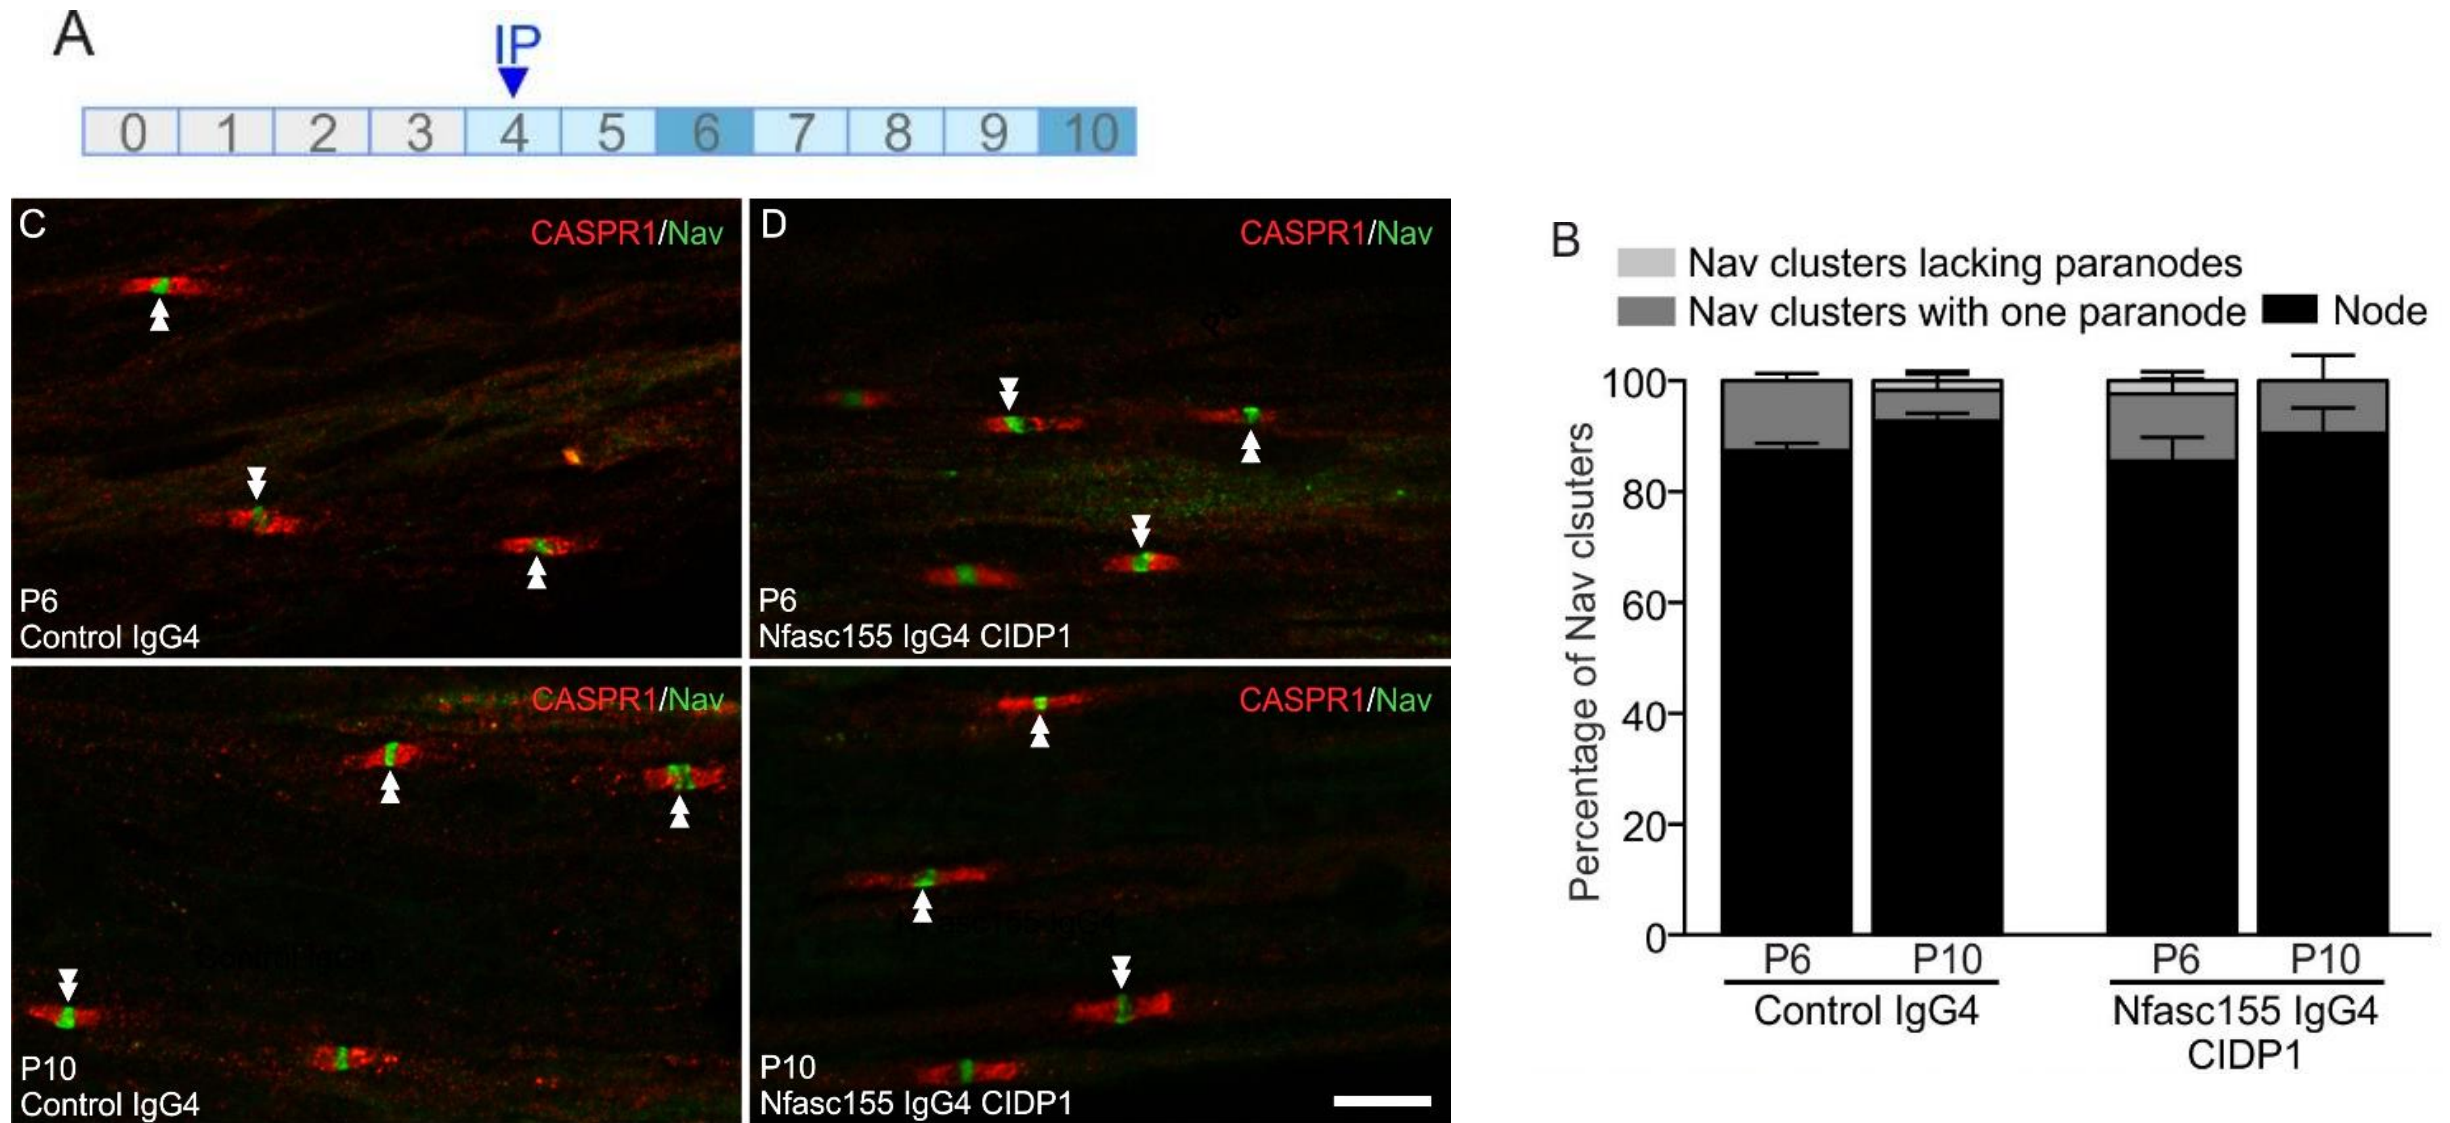 A
IP
0 1 2 3 4 5 6 7 8 9 10
C
CASPR1/Nav
P6
Control IgG4
D
CASPR1/Nav
P6
Nfasc155 IgG4 CIDP1
CASPR1/Nav
P10
Control IgG4
CASPR1/Nav
P10
Nfasc155 IgG4 CIDP1
B
Nav clusters lacking paranodes
Nav clusters with one paranode Node
Percentage of Nav clsuters
100
80
60
40
20
0
P6 P10 P6 P10
Control IgG4 Nfasc155 IgG4
CIDP1